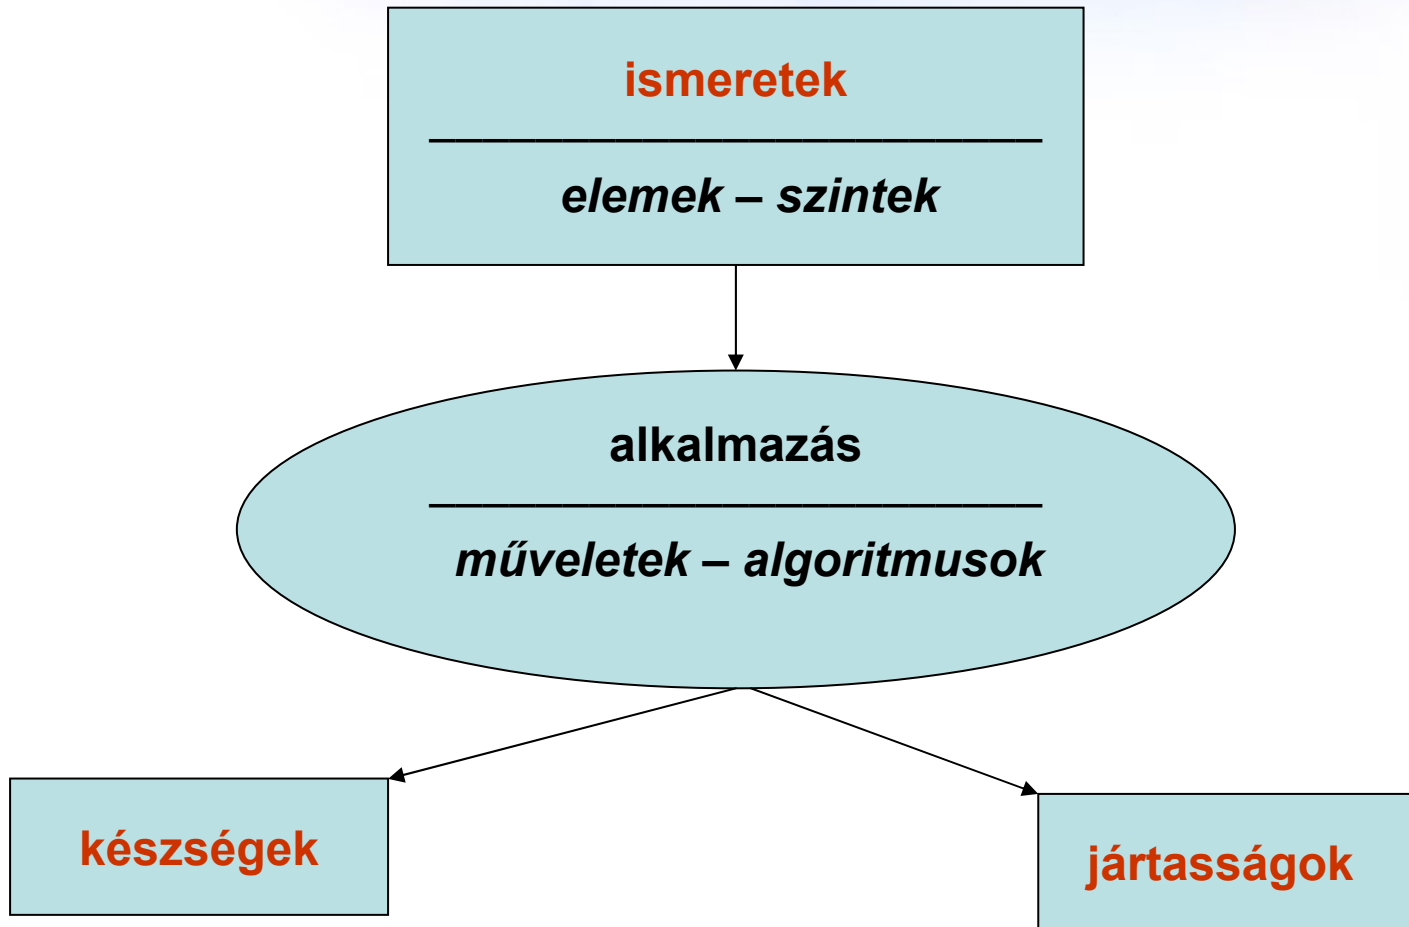 ismeretek
elemek – szintek
alkalmazás
műveletek – algoritmusok
készségek
jártasságok